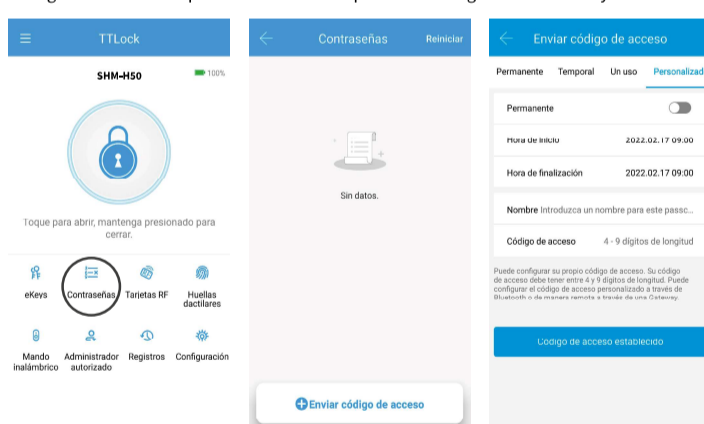 TTLock
SHM-H50
100%
Toque para abrir, mantenga presionado para
cerrar.
eKeys
Contraseñas
Tarjetas RF
Huellas
dactilares
Mando
inalámbrico
Administrador
autorizado
Registros
Configuración
Contraseñas
Reiniciar
Sin datos.
Enviar código de acceso
Enviar código de acceso
Permanente Temporal Un uso Personalizad
Permanente
Hora de inicio 2022.02.17 09:00
Hora de finalización 2022.02.17 09:00
Nombre Introduzca un nombre para este passc...
Código de acceso 4 - 9 dígitos de longitud
Puede configurar su propio código de acceso. Su código
de acceso debe tener entre 4 y 9 dígitos de longitud. Puede
configurar el código de acceso personalizado a través de
Bluetooth o de manera remota a través de una Gateway.
Código de acceso establecido